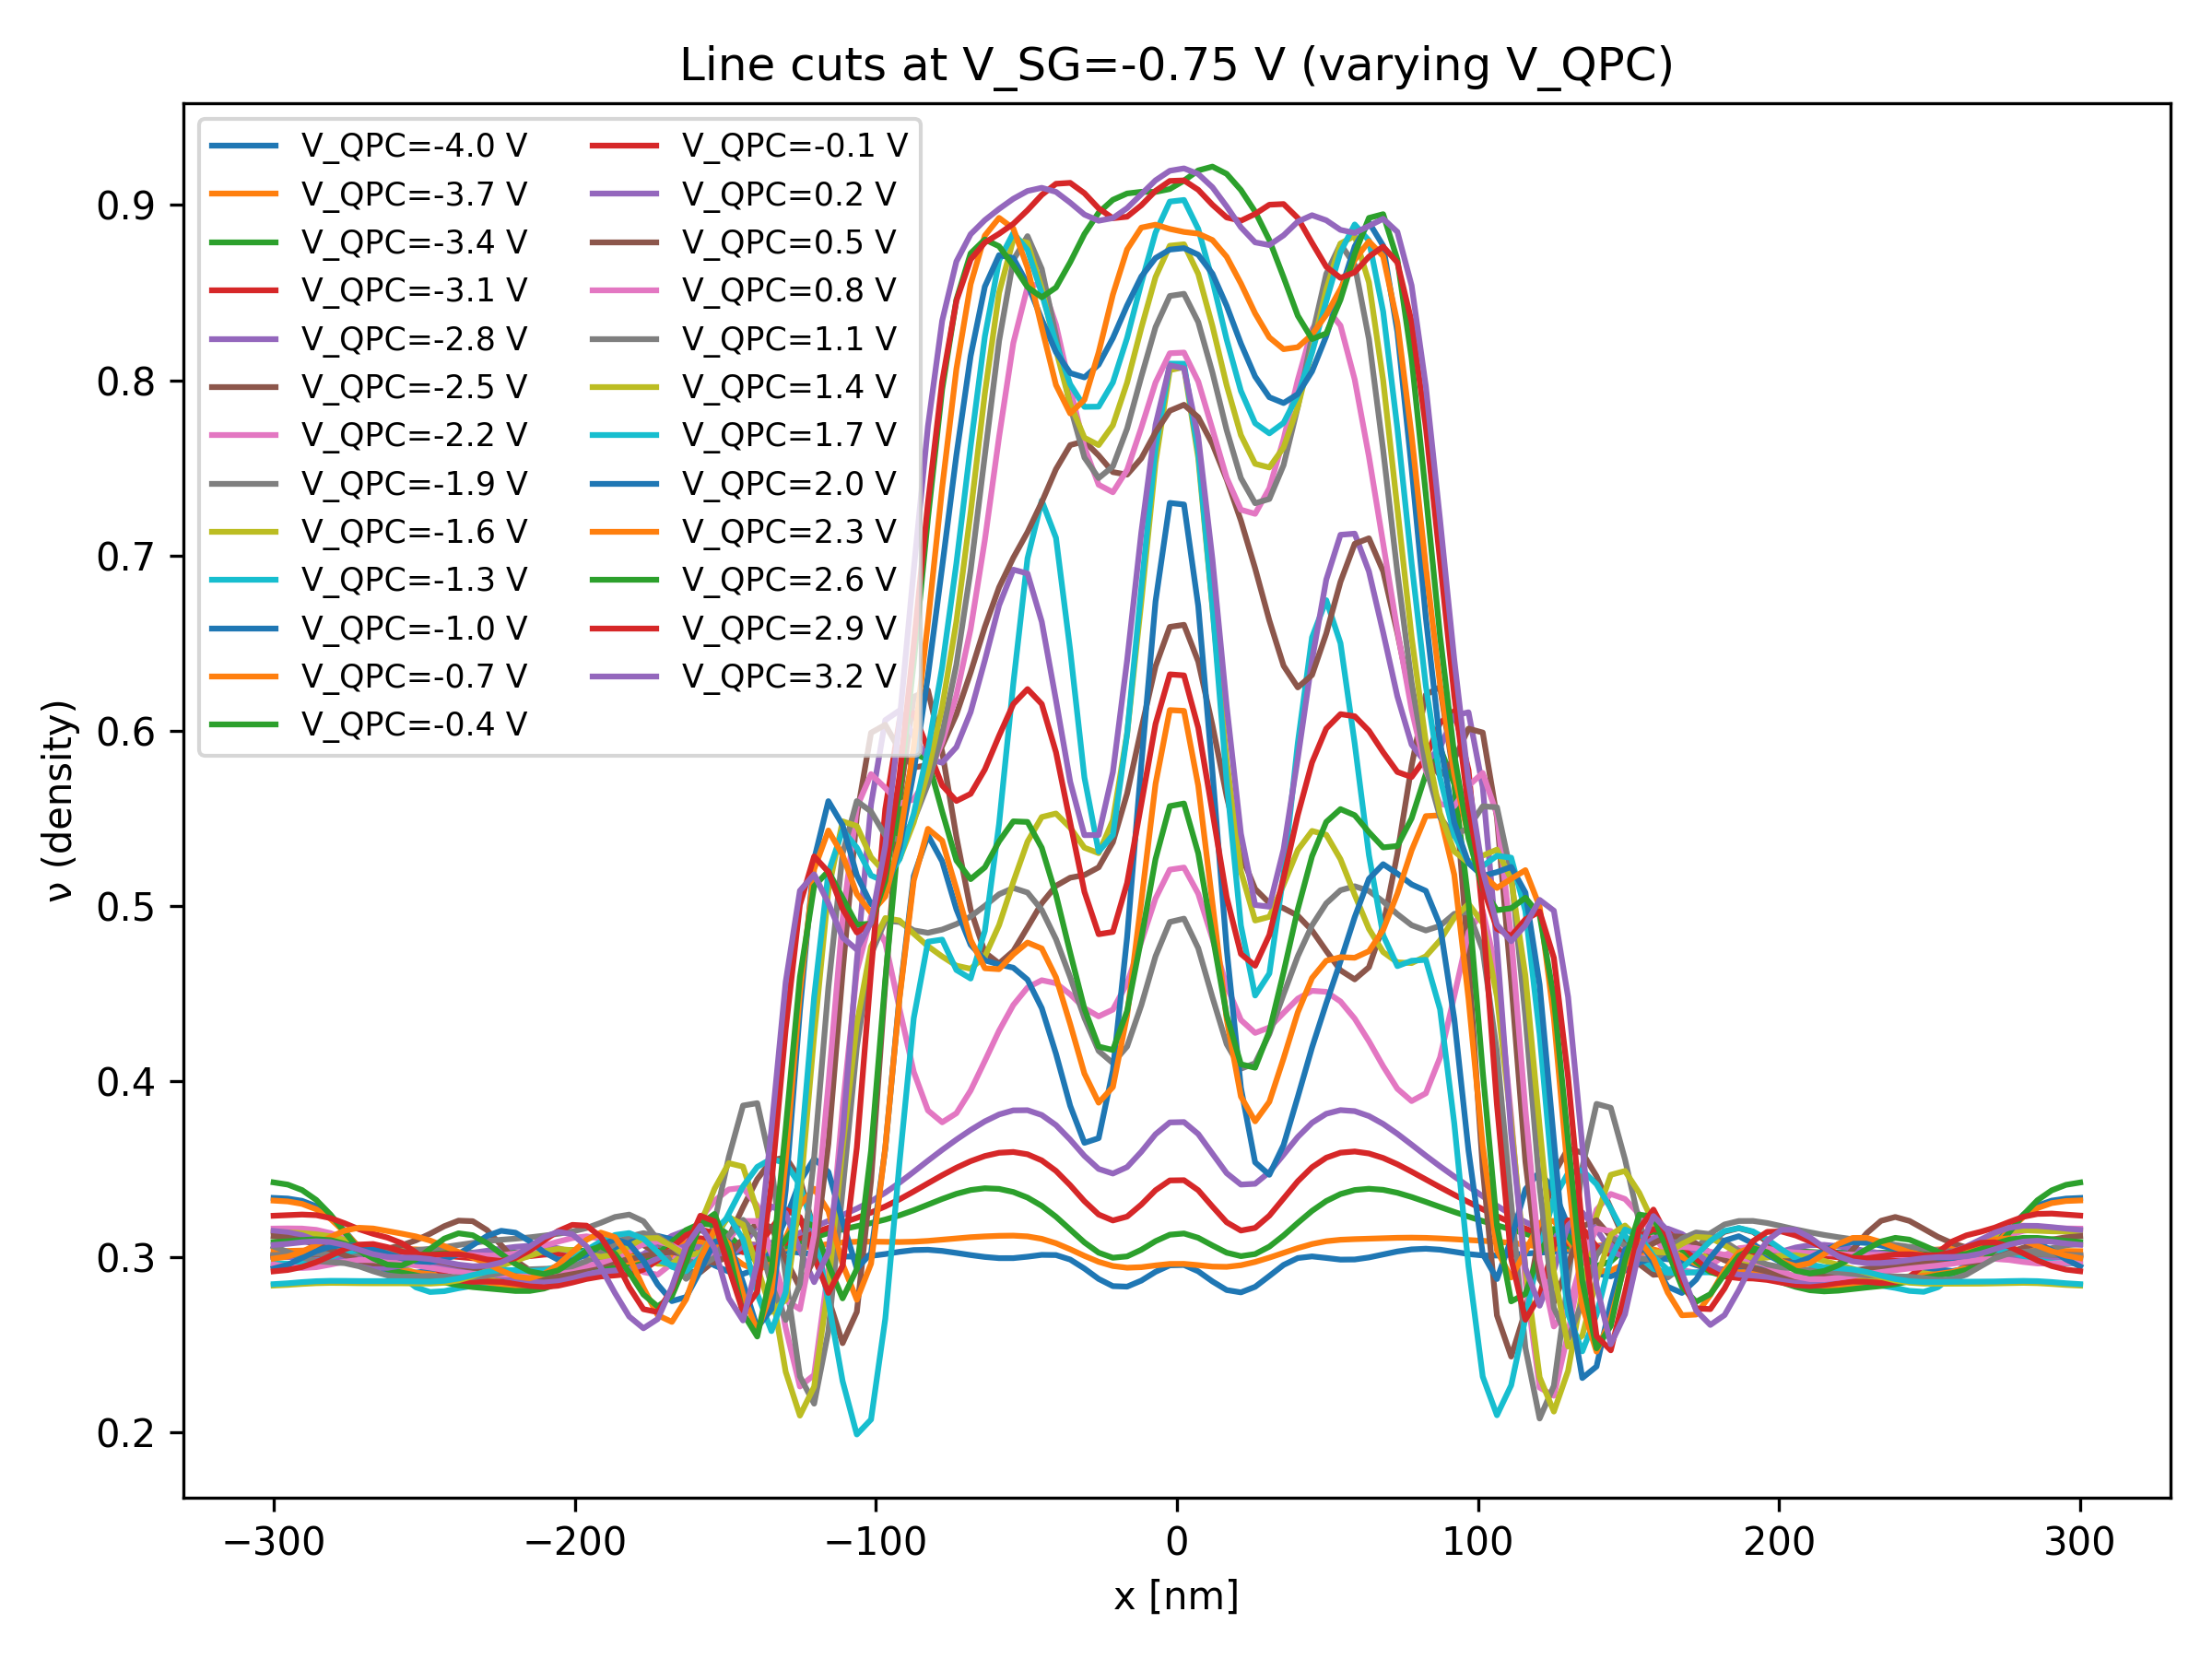 Line cuts at V_SG=-0.75 V (varying V_QPC)
V_QPC=-4.0 V
V_QPC=-3.7 V
V_QPC=-3.4 V
V_QPC=-3.1 V
V_QPC=-2.8 V
V_QPC=-2.5 V
V_QPC=-2.2 V
V_QPC=-1.9 V
V_QPC=-1.6 V
V_QPC=-1.3 V
V_QPC=-1.0 V
V_QPC=-0.7 V
V_QPC=-0.4 V
V_QPC=-0.1 V
V_QPC=0.2 V
V_QPC=0.5 V
V_QPC=0.8 V
V_QPC=1.1 V
V_QPC=1.4 V
V_QPC=1.7 V
V_QPC=2.0 V
V_QPC=2.3 V
V_QPC=2.6 V
V_QPC=2.9 V
V_QPC=3.2 V
ν (density)
0.9
0.8
0.7
0.6
0.5
0.4
0.3
0.2
−300 −200 −100 0 100 200 300
x [nm]